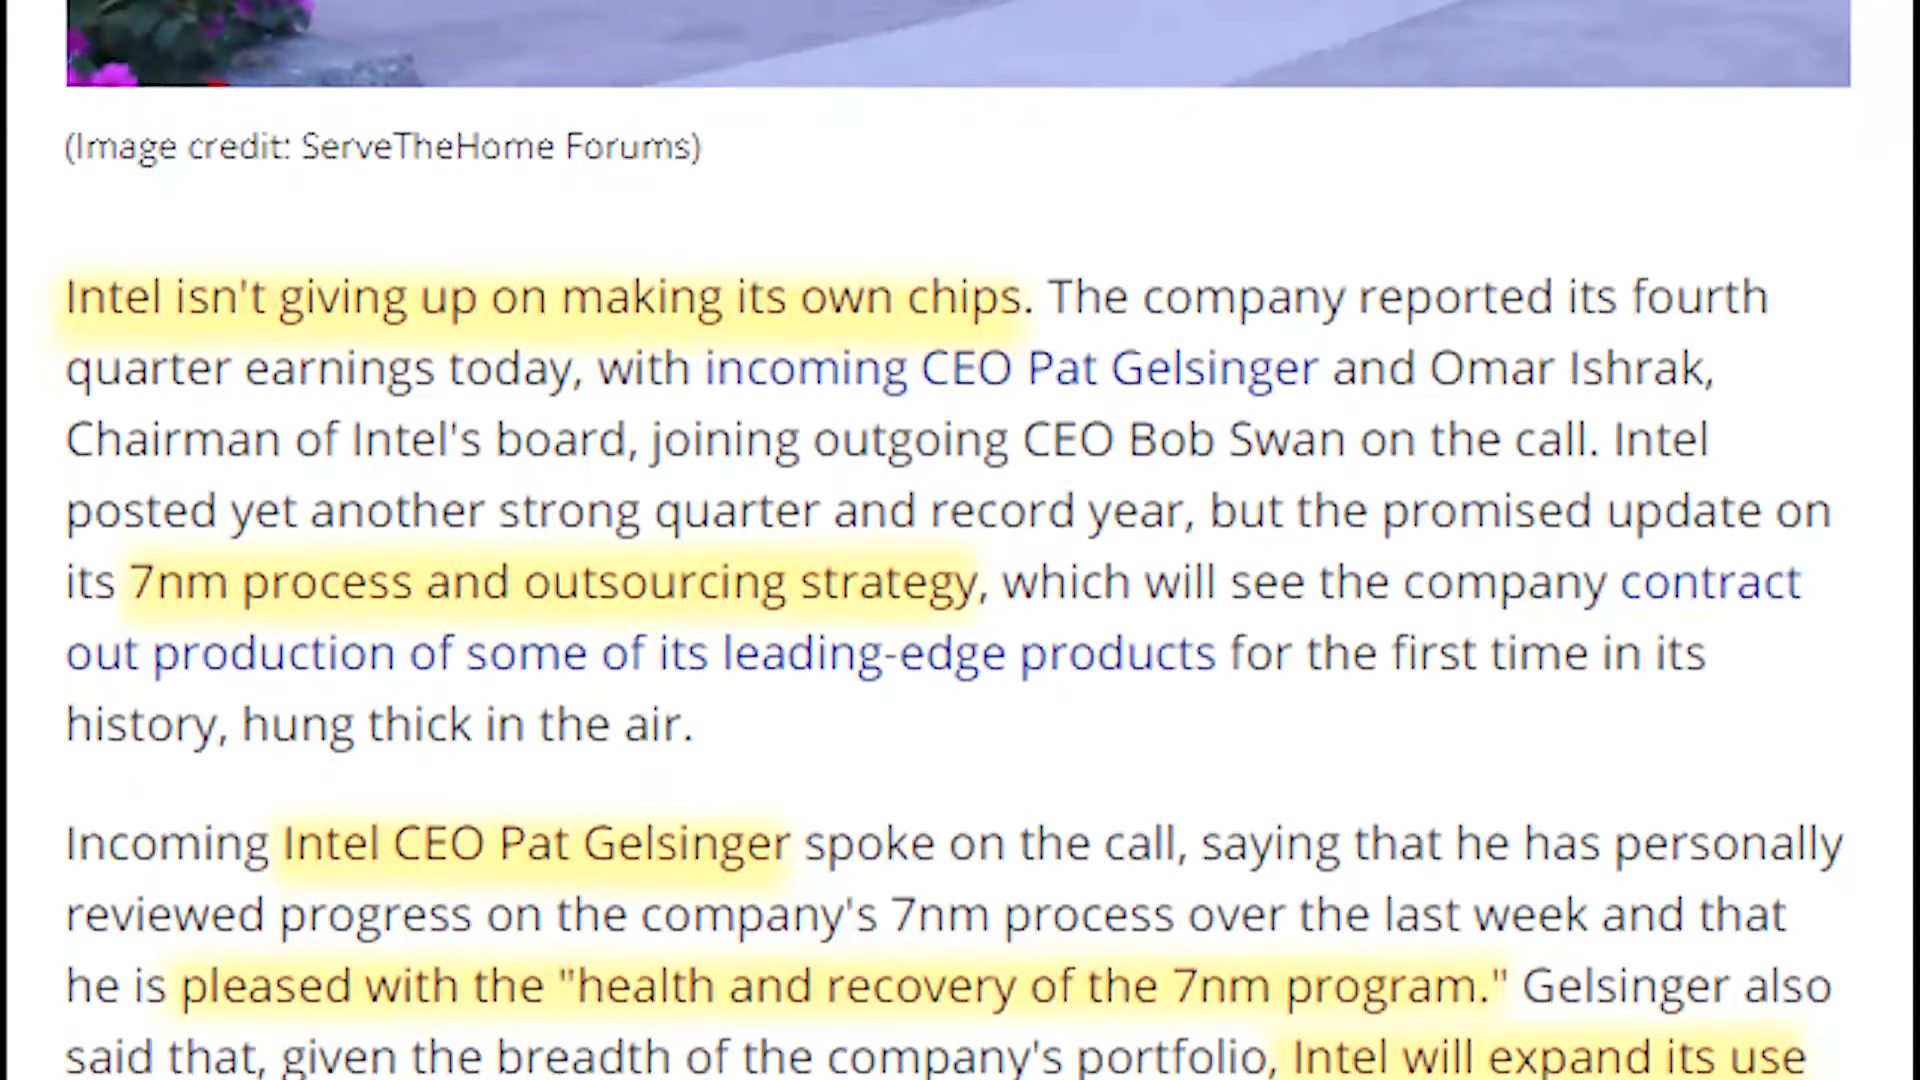 (Image credit: ServeTheHome Forums)
Intel isn't giving up on making its own chips. The company reported its fourth
quarter earnings today, with incoming CEO Pat Gelsinger and Omar Ishrak,
Chairman of Intel's board, joining outgoing CEO Bob Swan on the call. Intel
posted yet another strong quarter and record year, but the promised update on
its 7nm process and outsourcing strategy, which will see the company contract
out production of some of its leading-edge products for the first time in its
history, hung thick in the air.
Incoming Intel CEO Pat Gelsinger spoke on the call, saying that he has personally
reviewed progress on the company's 7nm process over the last week and that
he is pleased with the "health and recovery of the 7nm program." Gelsinger also
said that, given the breadth of the company's portfolio, Intel will expand its use